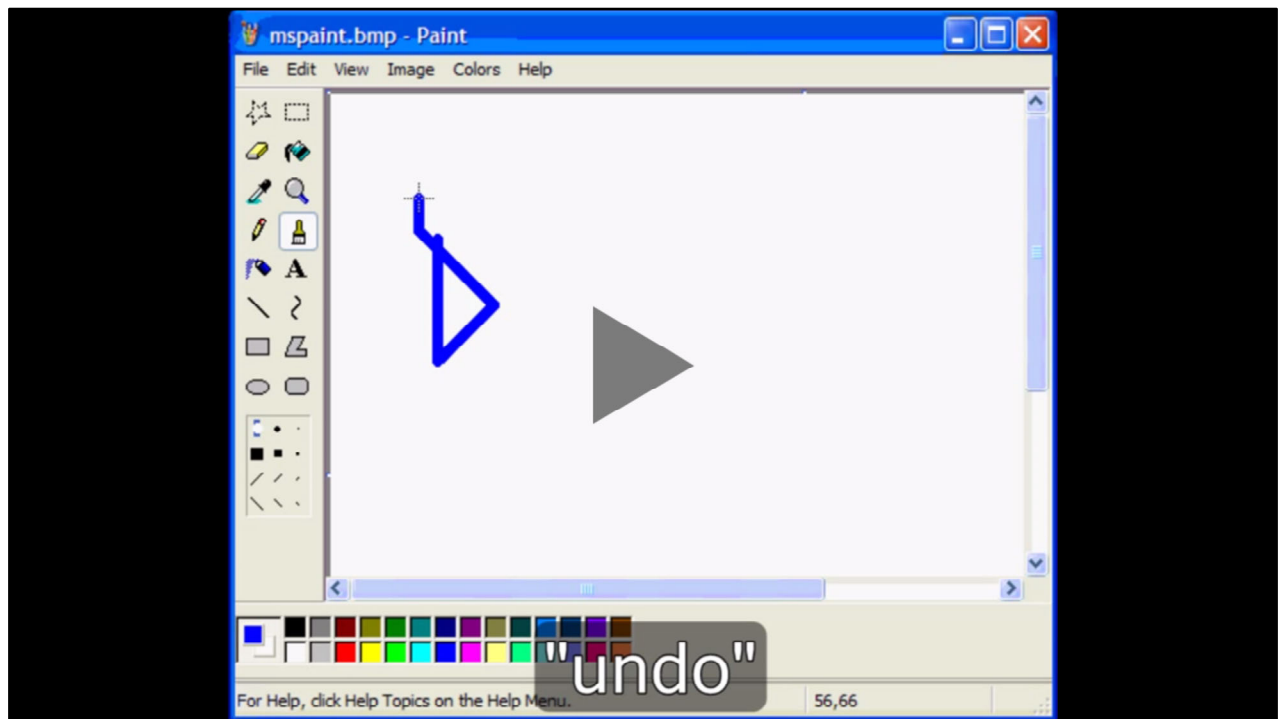 mspaint.bmp - Paint
File Edit View Image Colors Help
A
"undo"
For Help, click Help Topics on the Help Menu.
56,66